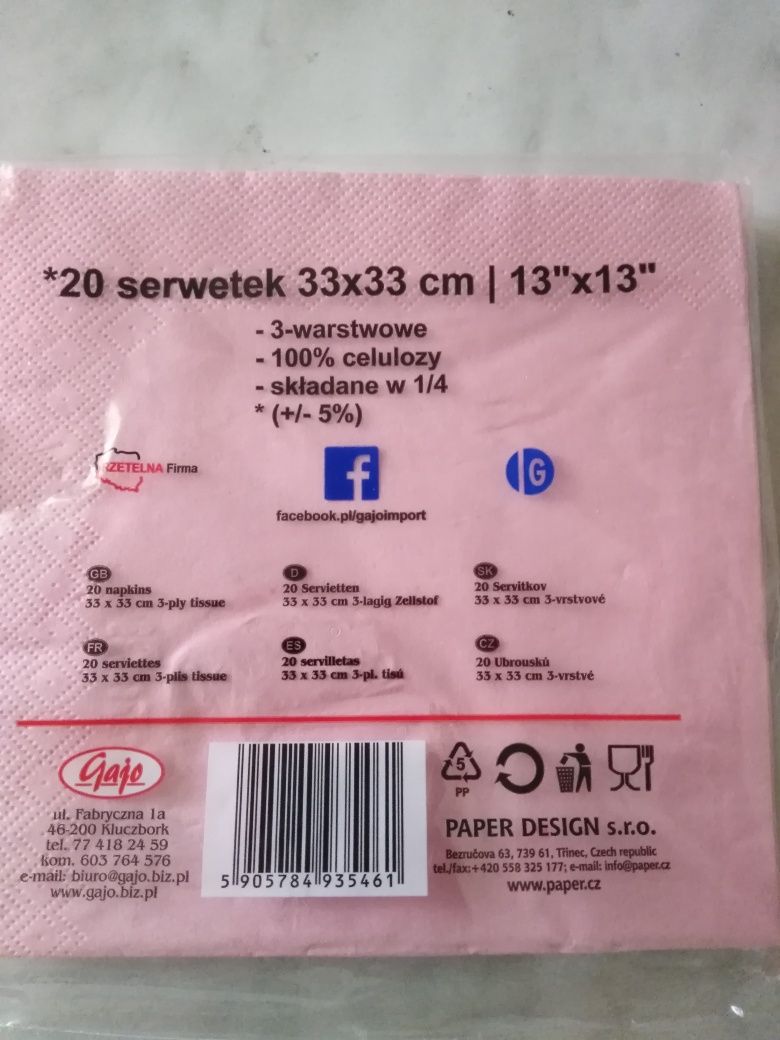 *20 serwetek 33x33 cm | 13"x13"
- 3-warstwowe
- 100% celulozy
- składane w 1/4
* (+/- 5%)
RZETELNA Firma
facebook.pl/gajoimport
G
GB
20 napkins
33 x 33 cm 3-ply tissue
D
20 Servietten
33 x 33 cm 3-lagig Zellstof
SK
20 Servítkov
33 x 33 cm 3-vrstvové
FR
20 serviettes
33 x 33 cm 3-plis tissue
ES
20 servilletas
33 x 33 cm 3-pl. tisú
CZ
20 Ubrousků
33 x 33 cm 3-vrstvé
Gajo
ul. Fabryczna 1a
46-200 Kluczbork
tel. 77 418 24 59
kom. 603 764 576
e-mail: biuro@gajo.biz.pl
www.gajo.biz.pl
5 905784 935461
5
PP
PAPER DESIGN s.r.o.
Bezručova 63, 739 61, Třinec, Czech republic
tel./fax:+420 558 325 177; e-mail: info@paper.cz
www.paper.cz